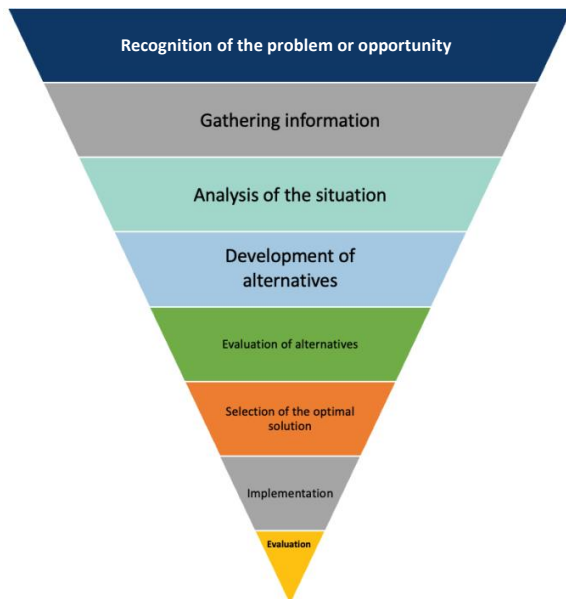 Recognition of the problem or opportunity
Gathering information
Analysis of the situation
Development of
alternatives
Evaluation of alternatives
Selection of the optimal
solution
Implementation
Evaluation